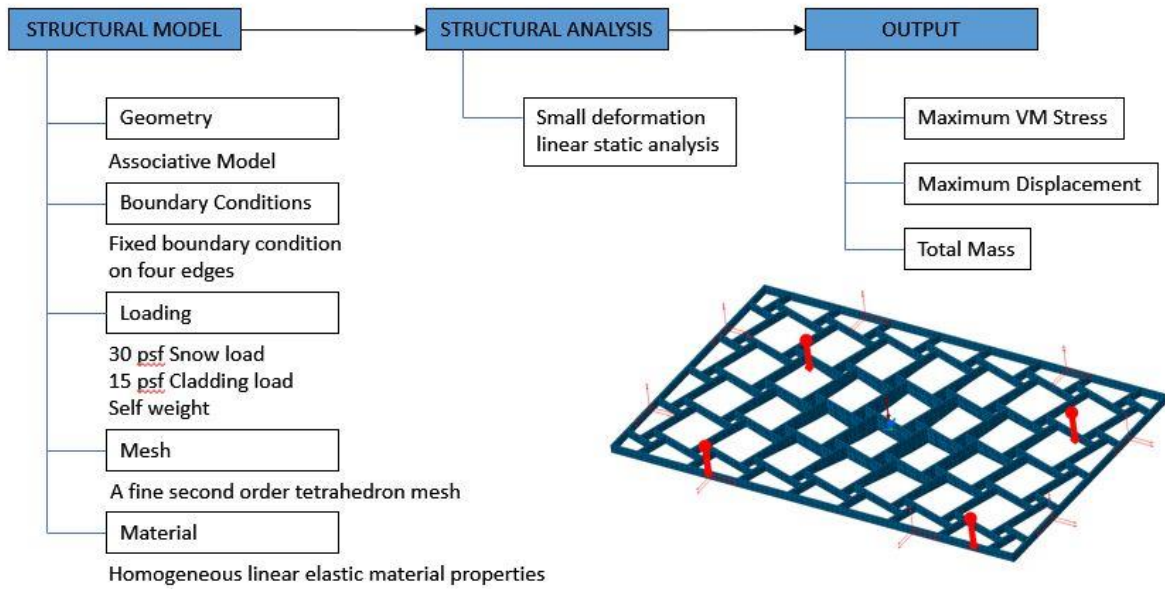 STRUCTURAL MODEL
STRUCTURAL ANALYSIS
OUTPUT
Geometry
Associative Model
Boundary Conditions
Fixed boundary condition
on four edges
Loading
30 psf Snow load
15 psf Cladding load
Self weight
Mesh
A fine second order tetrahedron mesh
Material
Homogeneous linear elastic material properties
Small deformation
linear static analysis
Maximum VM Stress
Maximum Displacement
Total Mass